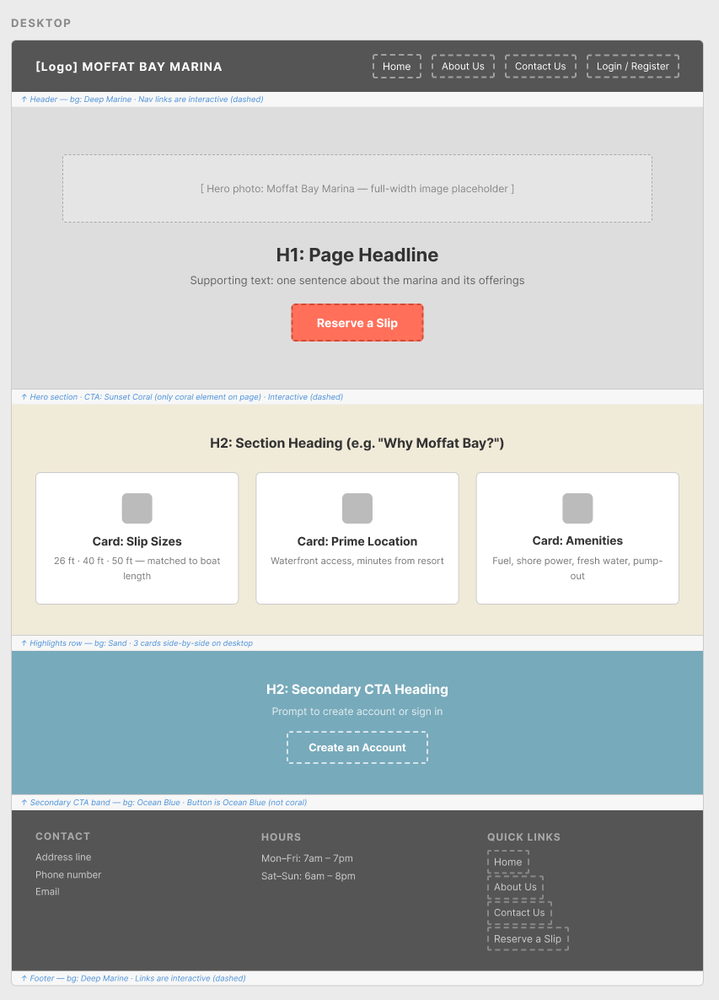 DESKTOP
[Logo] MOFFAT BAY MARINA
Home
About Us
Contact Us
Login / Register
↑ Header — bg: Deep Marine · Nav links are interactive (dashed)
[ Hero photo: Moffat Bay Marina — full-width image placeholder ]
H1: Page Headline
Supporting text: one sentence about the marina and its offerings
Reserve a Slip
↑ Hero section · CTA: Sunset Coral (only coral element on page) · Interactive (dashed)
H2: Section Heading (e.g. "Why Moffat Bay?")
Card: Slip Sizes
26 ft · 40 ft · 50 ft — matched to boat
length
Card: Prime Location
Waterfront access, minutes from resort
Card: Amenities
Fuel, shore power, fresh water, pump-
out
↑ Highlights row — bg: Sand · 3 cards side-by-side on desktop
H2: Secondary CTA Heading
Prompt to create account or sign in
Create an Account
↑ Secondary CTA band — bg: Ocean Blue · Button is Ocean Blue (not coral)
CONTACT
Address line
Phone number
Email
HOURS
Mon–Fri: 7am – 7pm
Sat–Sun: 6am – 8pm
QUICK LINKS
Home
About Us
Contact Us
Reserve a Slip
↑ Footer — bg: Deep Marine · Links are interactive (dashed)